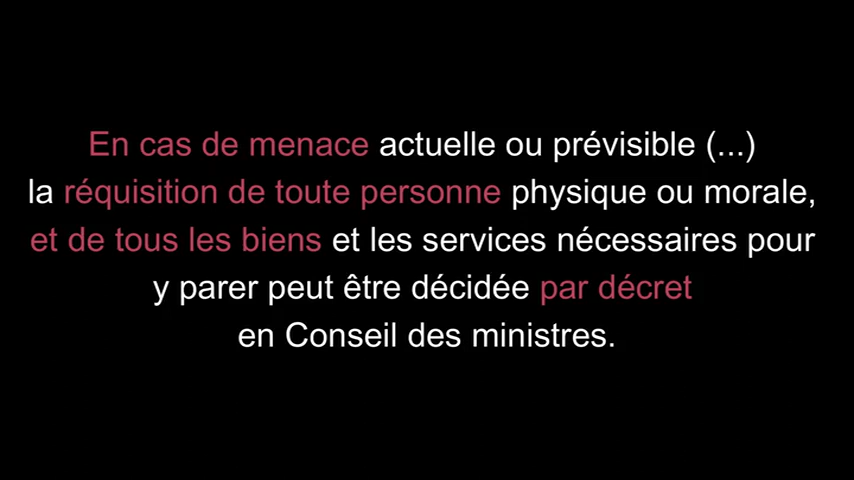 En cas de menace actuelle ou prévisible (...)
la réquisition de toute personne physique ou morale,
et de tous les biens et les services nécessaires pour
y parer peut être décidée par décret
en Conseil des ministres.